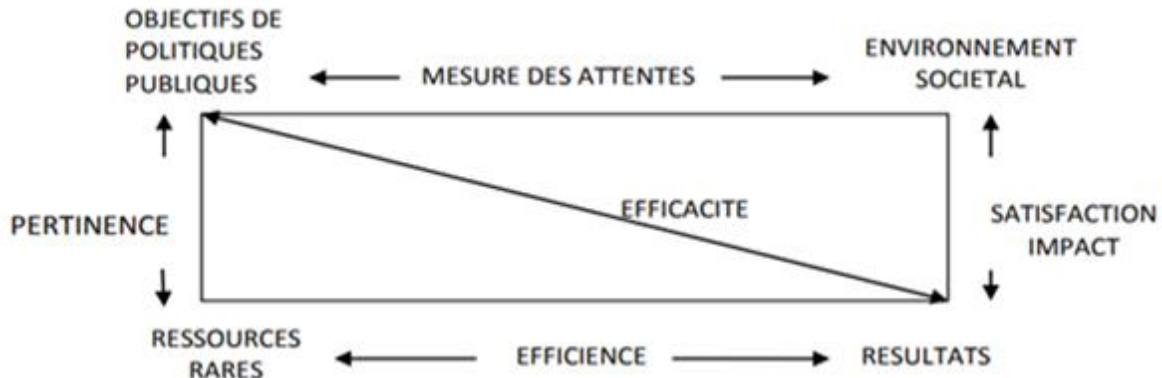 OBJECTIFS DE
POLITIQUES
PUBLIQUES
MESURE DES ATTENTES
ENVIRONNEMENT
SOCIETAL
PERTINENCE
EFFICACITE
SATISFACTION
IMPACT
RESSOURCES
RARES
EFFICIENCE
RESULTATS